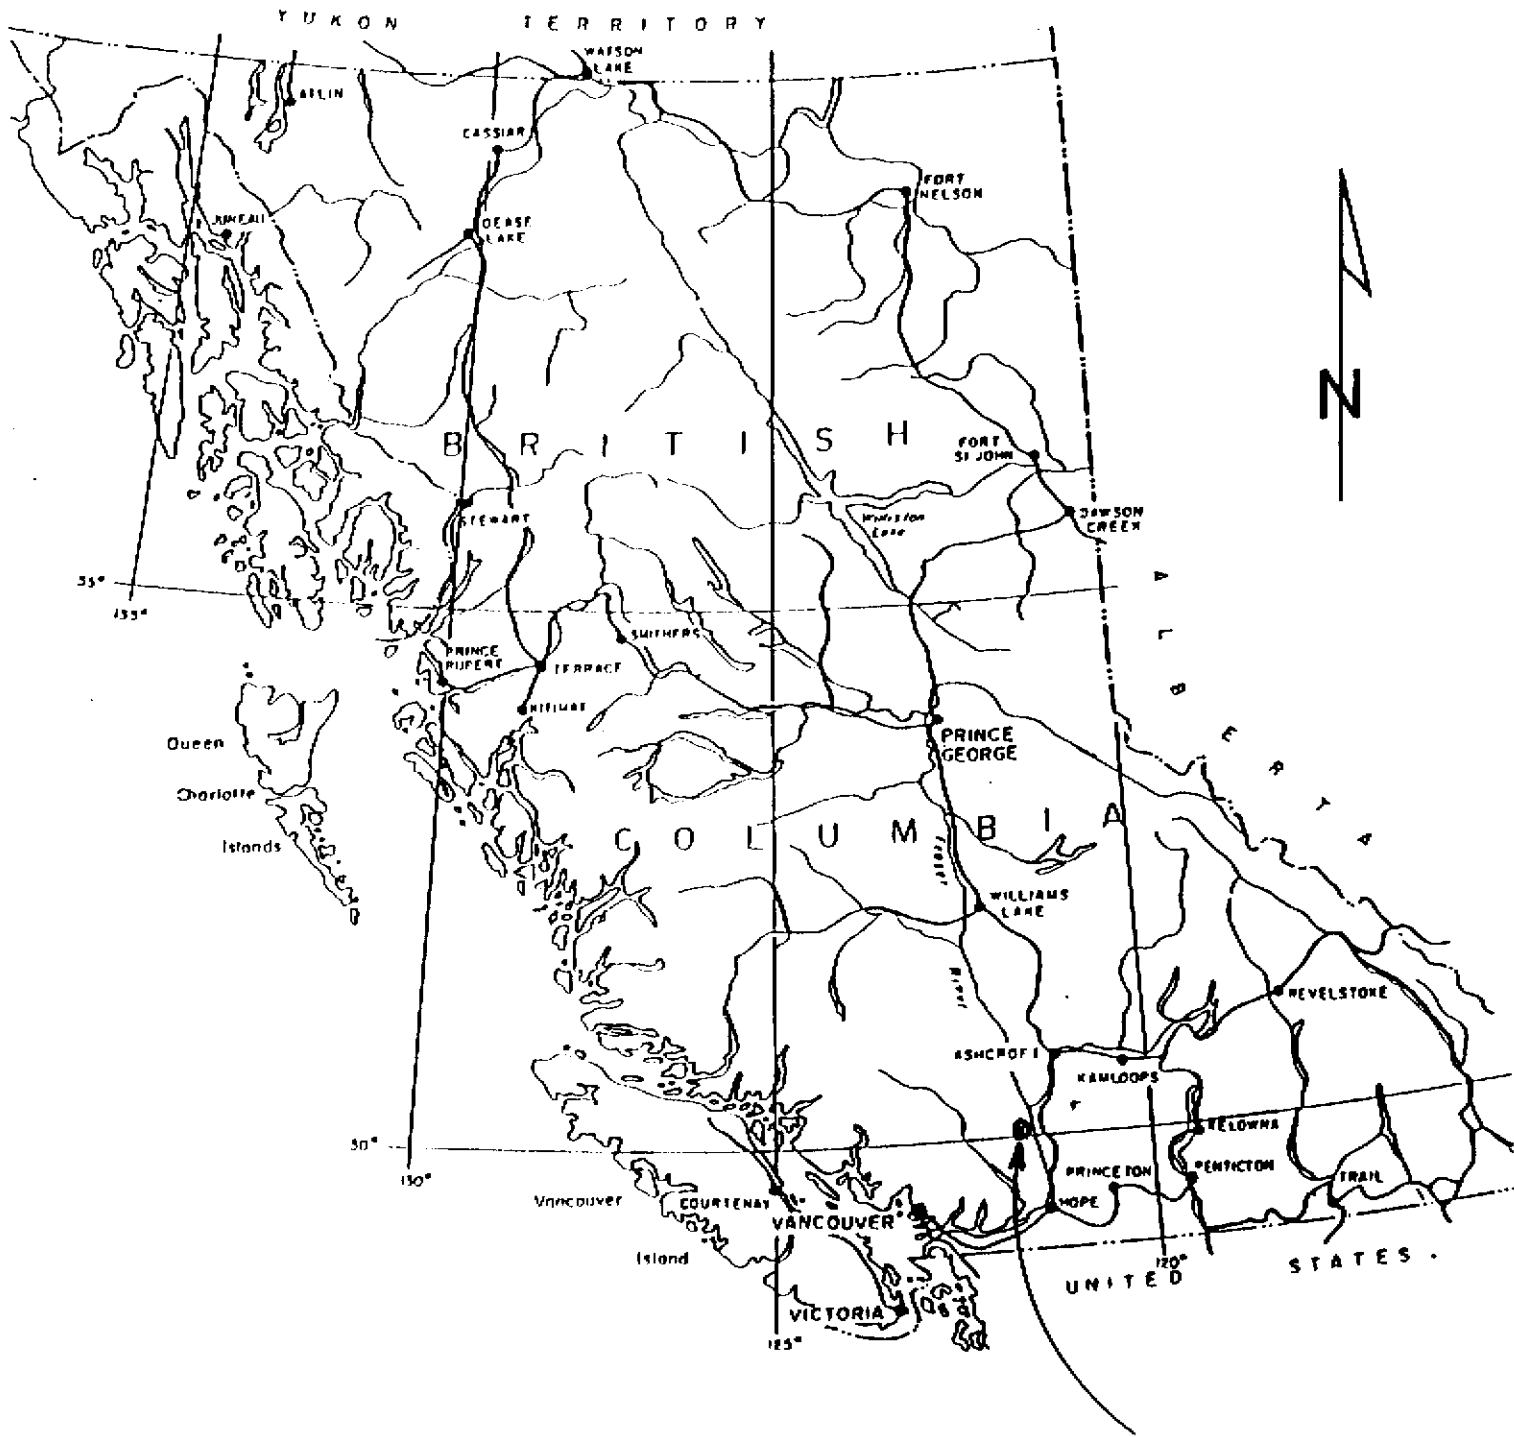 YUKON TERRITORY
WATSON
LAKE
ATLIN
CASSIAR
FORT
NELSON
JUNEAU
DEASE
LAKE
N
BRITISH
FORT
ST JOHN
STEWART
Williston
Lake
DAWSON
CREEK
55°
135°
ALBERTA
SMITHERS
PRINCE
RUPERT
TERRACE
KITIMAT
PRINCE
GEORGE
Queen
Charlotte
Islands
COLUMBIA
Fraser
River
WILLIAMS
LAKE
REVELSTOKE
ASHCROFT
KAMLOOPS
50°
130°
KELOWNA
PRINCETON
PENTICTON
TRAIL
HOPE
Vancouver
Island
COURTENAY
VANCOUVER
VICTORIA
125°
120°
UNITED STATES.